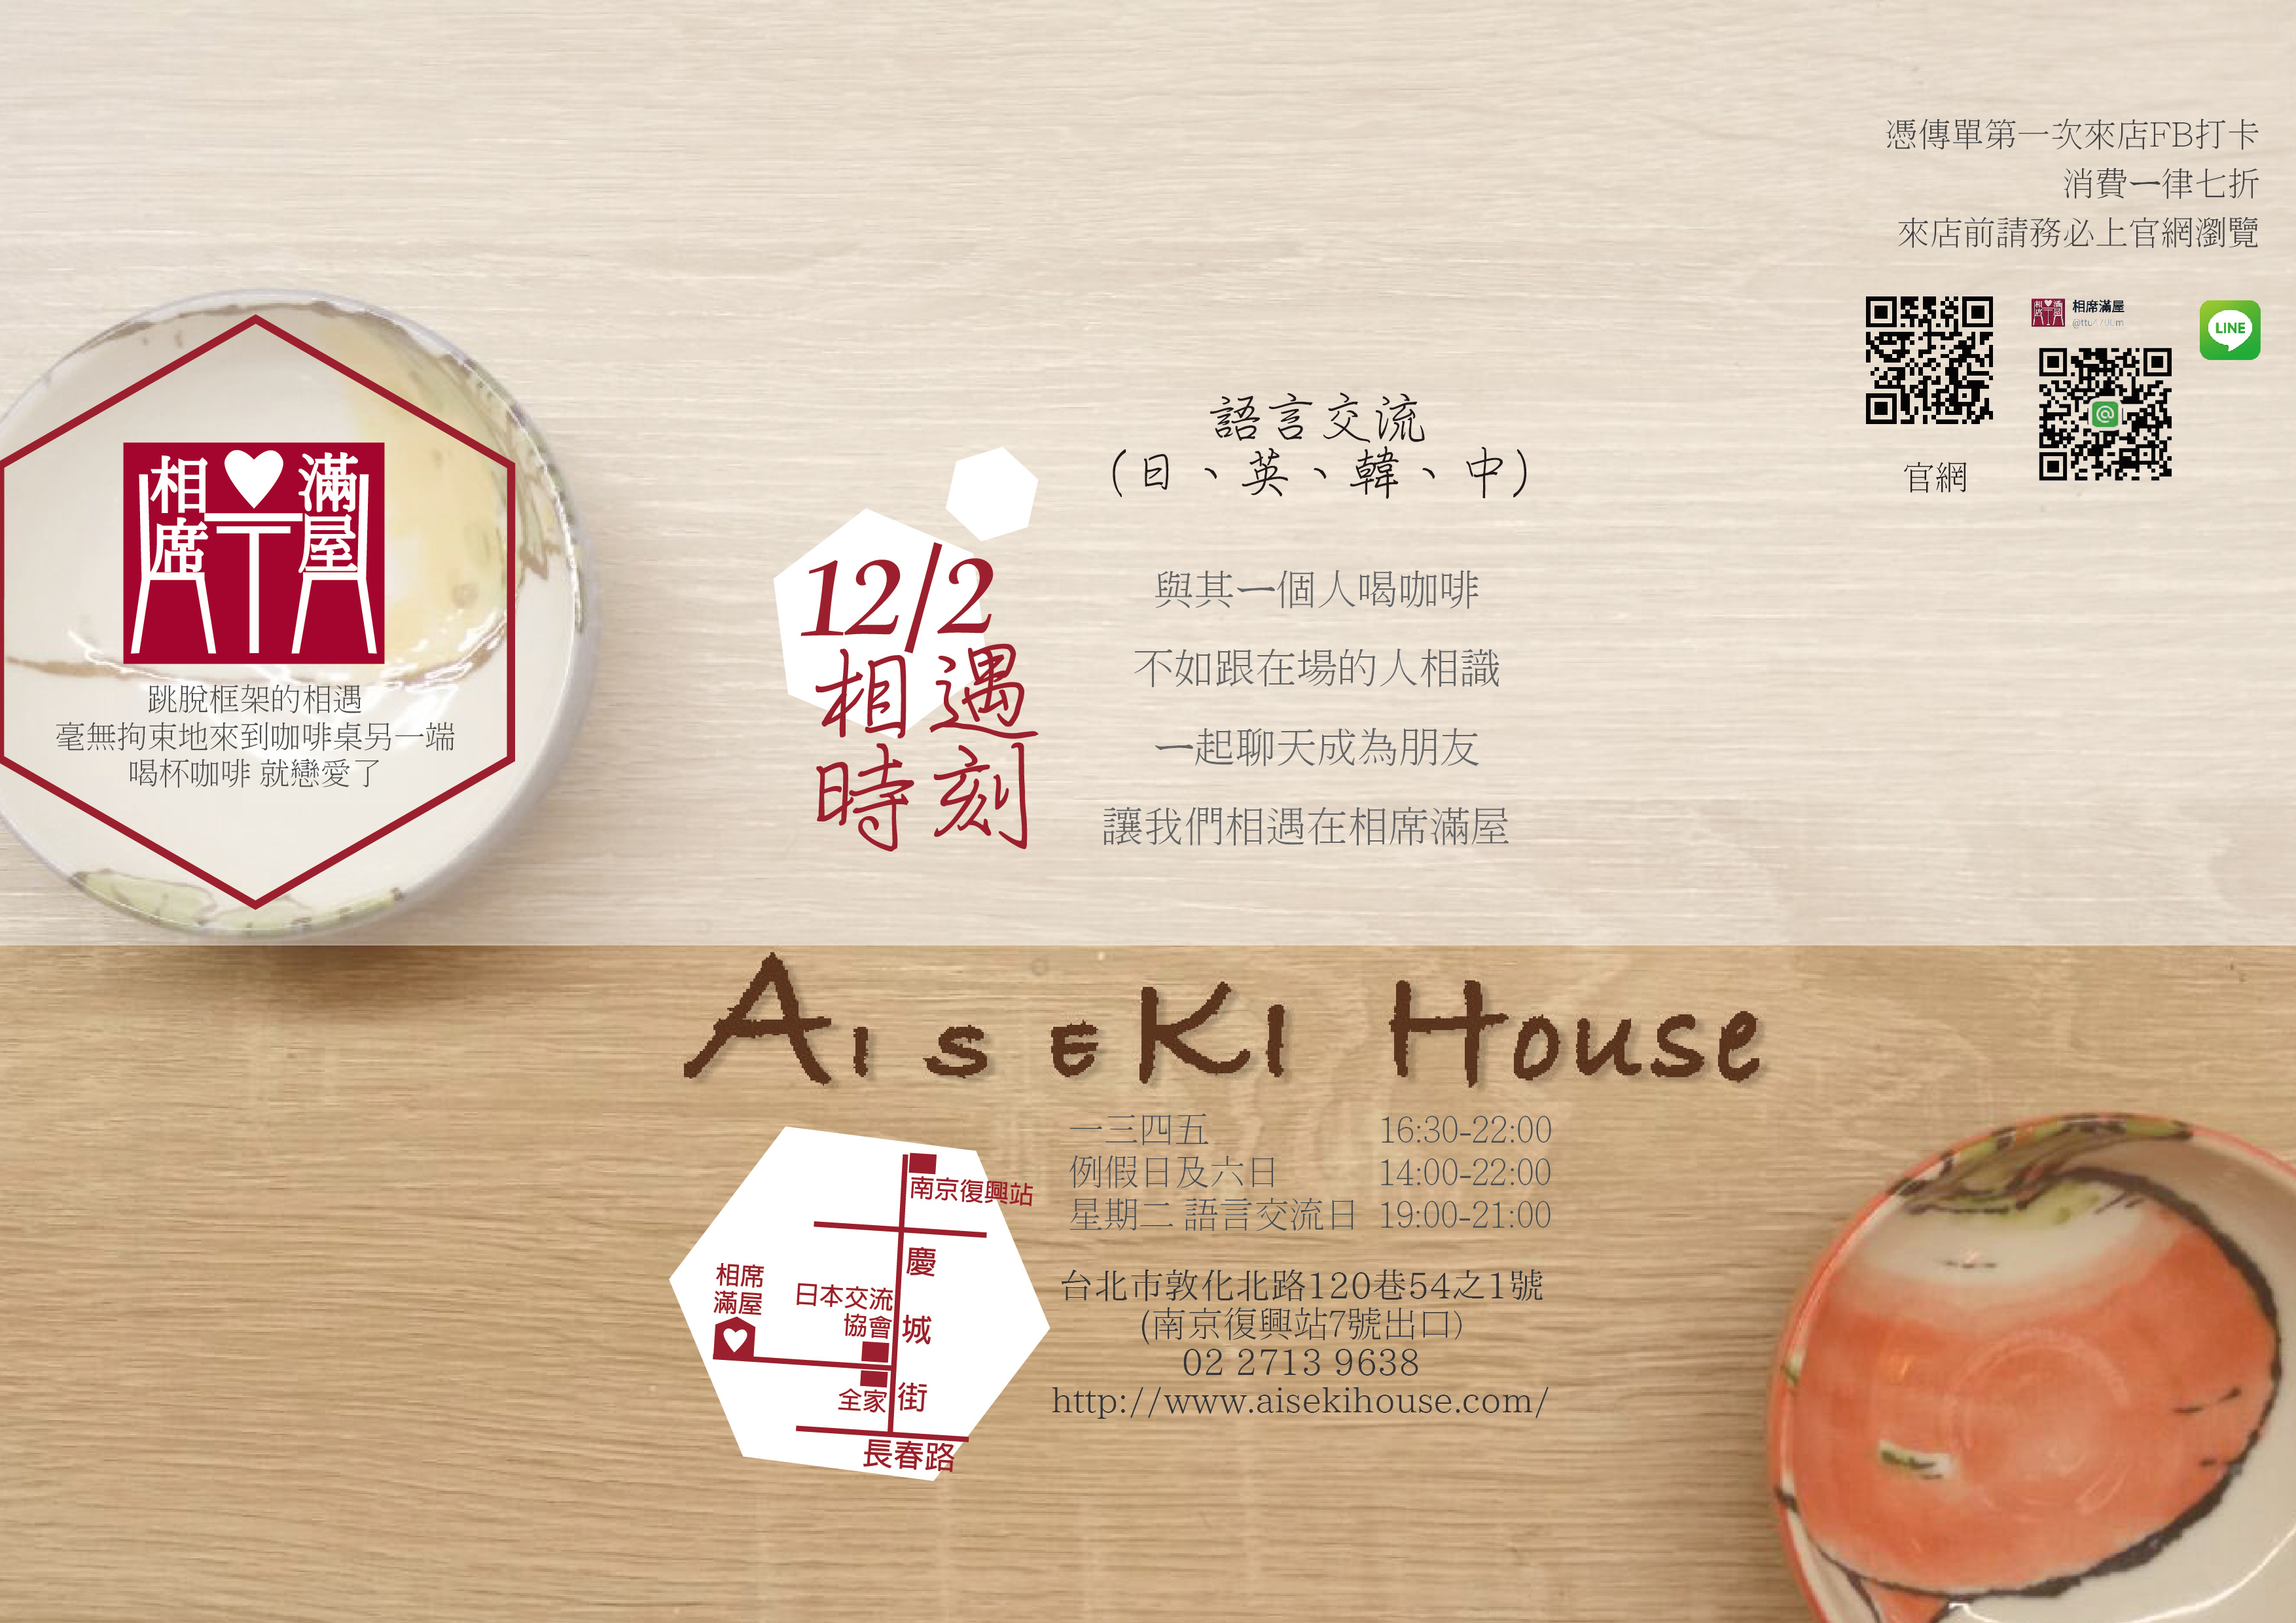 憑傳單第一次來店FB打卡
消費一律七折
來店前請務必上官網瀏覽
相席滿屋
LINE
官網
相席
滿屋
跳脫框架的相遇
毫無拘束地來到咖啡桌另一端
喝杯咖啡 就戀愛了
語言交流
(日、英、韓、中)
12/2
相遇
時刻
與其一個人喝咖啡
不如跟在場的人相識
一起聊天成為朋友
讓我們相遇在相席滿屋
AISEKI HOUSE
一三四五 16:30-22:00
例假日及六日 14:00-22:00
星期二 語言交流日 19:00-21:00
台北市敦化北路120巷54之1號
(南京復興站7號出口)
02 2713 9638
http://www.aisekihouse.com/
南京復興站
慶城街
相席
滿屋
日本交流
協會
全家
長春路